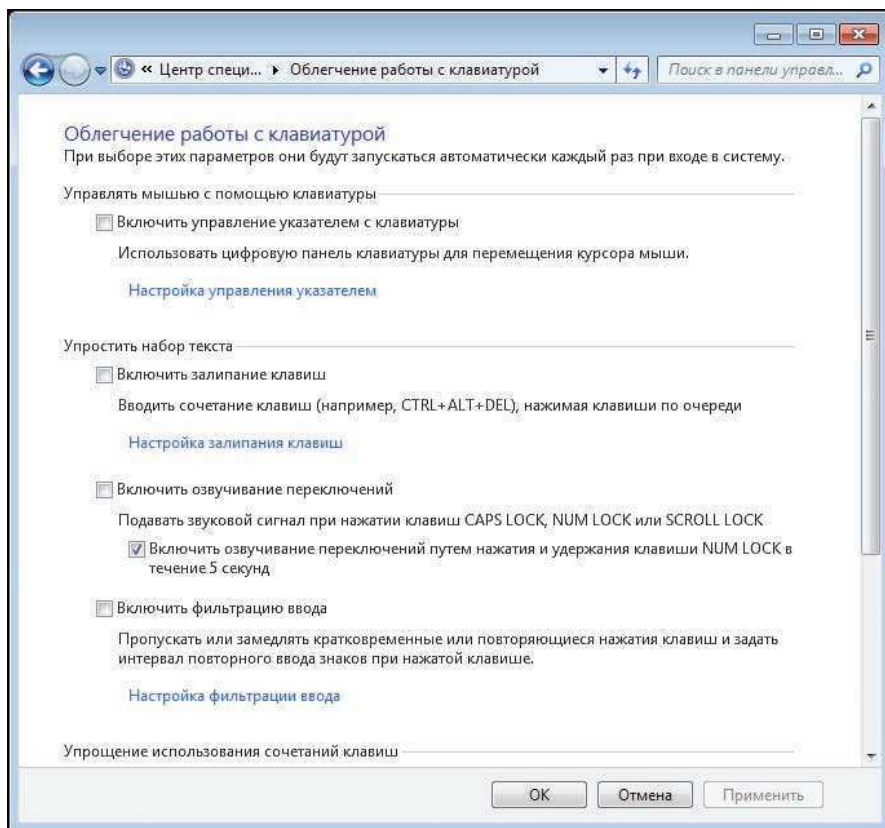 « Центр специ... ▸ Облегчение работы с клавиатурой
Поиск в панели управл...
Облегчение работы с клавиатурой
При выборе этих параметров они будут запускаться автоматически каждый раз при входе в систему.
Управлять мышью с помощью клавиатуры
Включить управление указателем с клавиатуры
Использовать цифровую панель клавиатуры для перемещения курсора мыши.
Настройка управления указателем
Упростить набор текста
Включить залипание клавиш
Вводить сочетание клавиш (например, CTRL+ALT+DEL), нажимая клавиши по очереди
Настройка залипания клавиш
Включить озвучивание переключений
Подавать звуковой сигнал при нажатии клавиш CAPS LOCK, NUM LOCK или SCROLL LOCK
Включить озвучивание переключений путем нажатия и удержания клавиши NUM LOCK в
течение 5 секунд
Включить фильтрацию ввода
Пропускать или замедлять кратковременные или повторяющиеся нажатия клавиш и задать
интервал повторного ввода знаков при нажатой клавише.
Настройка фильтрации ввода
Упрощение использования сочетаний клавиш
ОК Отмена Применить